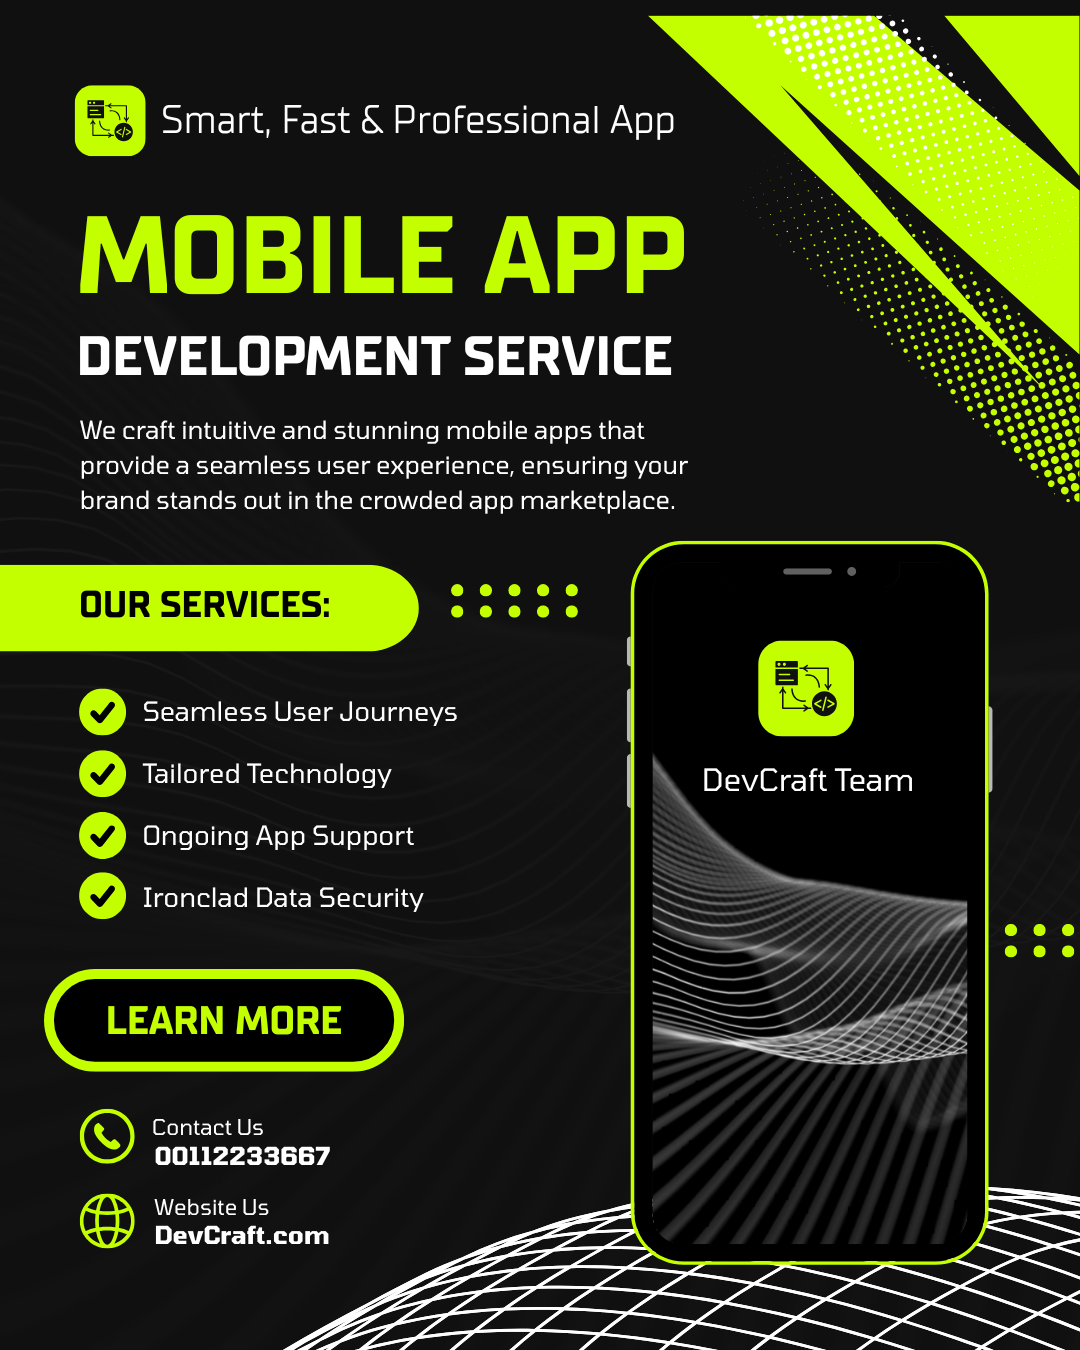 Smart, Fast & Professional App
MOBILE APP
DEVELOPMENT SERVICE
We craft intuitive and stunning mobile apps that
provide a seamless user experience, ensuring your
brand stands out in the crowded app marketplace.
OUR SERVICES:
Seamless User Journeys
Tailored Technology
Ongoing App Support
Ironclad Data Security
LEARN MORE
Contact Us
00112233667
Website Us
DevCraft.com
</>
DevCraft Team